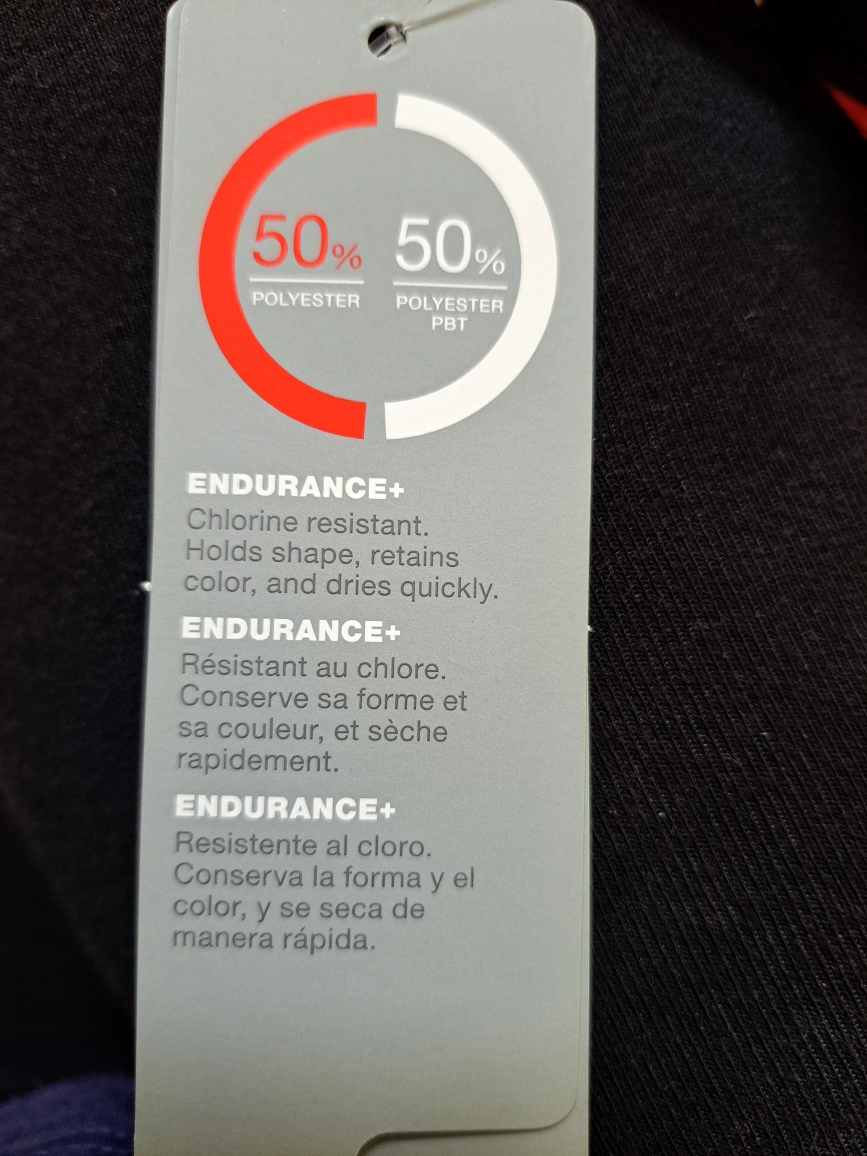 50% 50%
POLYESTER POLYESTER
PBT
ENDURANCE+
Chlorine resistant.
Holds shape, retains
color, and dries quickly.
ENDURANCE+
Résistant au chlore.
Conserve sa forme et
sa couleur, et sèche
rapidement.
ENDURANCE+
Resistente al cloro.
Conserva la forma y el
color, y se seca de
manera rápida.